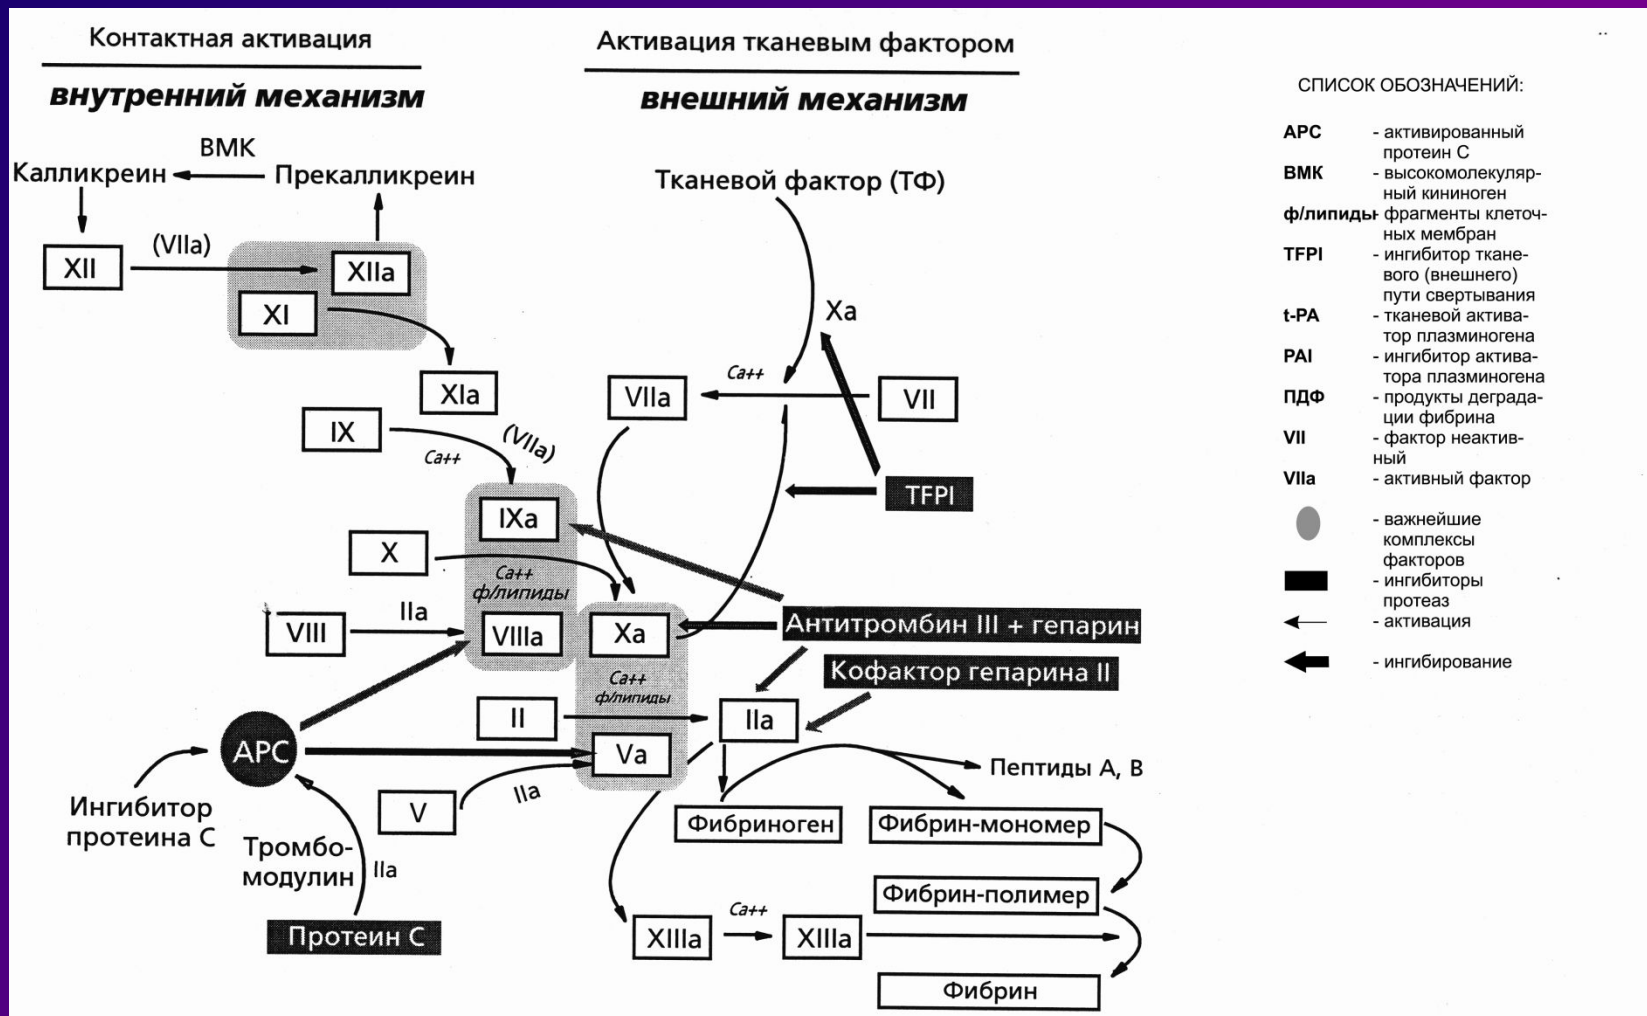 Контактная активация
внутренний механизм
Активация тканевым фактором
внешний механизм
ВМК
Калликреин
Прекалликреин
Тканевой фактор (ТФ)
XII
(VIIa)
XIIa
XI
XIa
Xa
VIIa
Ca++
VII
IX
Ca++
(VIIa)
TFPI
IXa
X
Ca++
ф/липиды
VIII
IIa
VIIIa
Xa
Антитромбин III + гепарин
Кофактор гепарина II
Ca++
ф/липиды
II
IIa
APC
Va
Пептиды А, В
V
IIa
Ингибитор
протеина С
Фибриноген
Фибрин-мономер
Тромбо-
модулин
IIa
Фибрин-полимер
Протеин С
XIIIa
Ca++
XIIIa
Фибрин
СПИСОК ОБОЗНАЧЕНИЙ:
APC - активированный
протеин С
ВМК - высокомолекуляр-
ный кининоген
ф/липиды- фрагменты клеточ-
ных мембран
TFPI - ингибитор ткане-
вого (внешнего)
пути свертывания
t-PA - тканевой актива-
тор плазминогена
PAI - ингибитор актива-
тора плазминогена
ПДФ - продукты деграда-
ции фибрина
VII - фактор неактив-
ный
VIIa - активный фактор
- важнейшие
комплексы
факторов
- ингибиторы
протеаз
- активация
- ингибирование